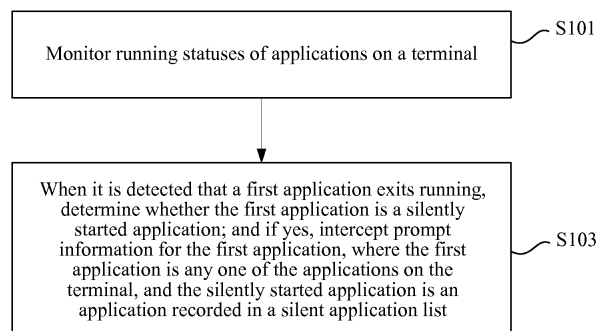 Monitor running statuses of applications on a terminal
S101
When it is detected that a first application exits running,
determine whether the first application is a silently
started application; and if yes, intercept prompt
information for the first application, where the first
application is any one of the applications on the
terminal, and the silently started application is an
application recorded in a silent application list
S103